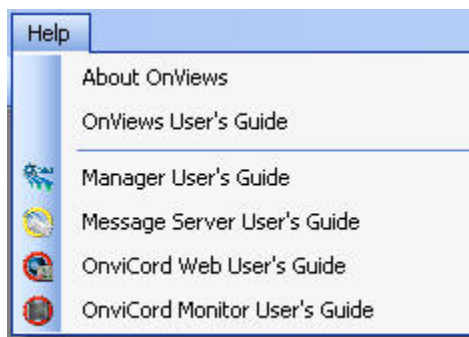 Help
About OnViews
OnViews User's Guide
Manager User's Guide
Message Server User's Guide
OnviCord Web User's Guide
OnviCord Monitor User's Guide